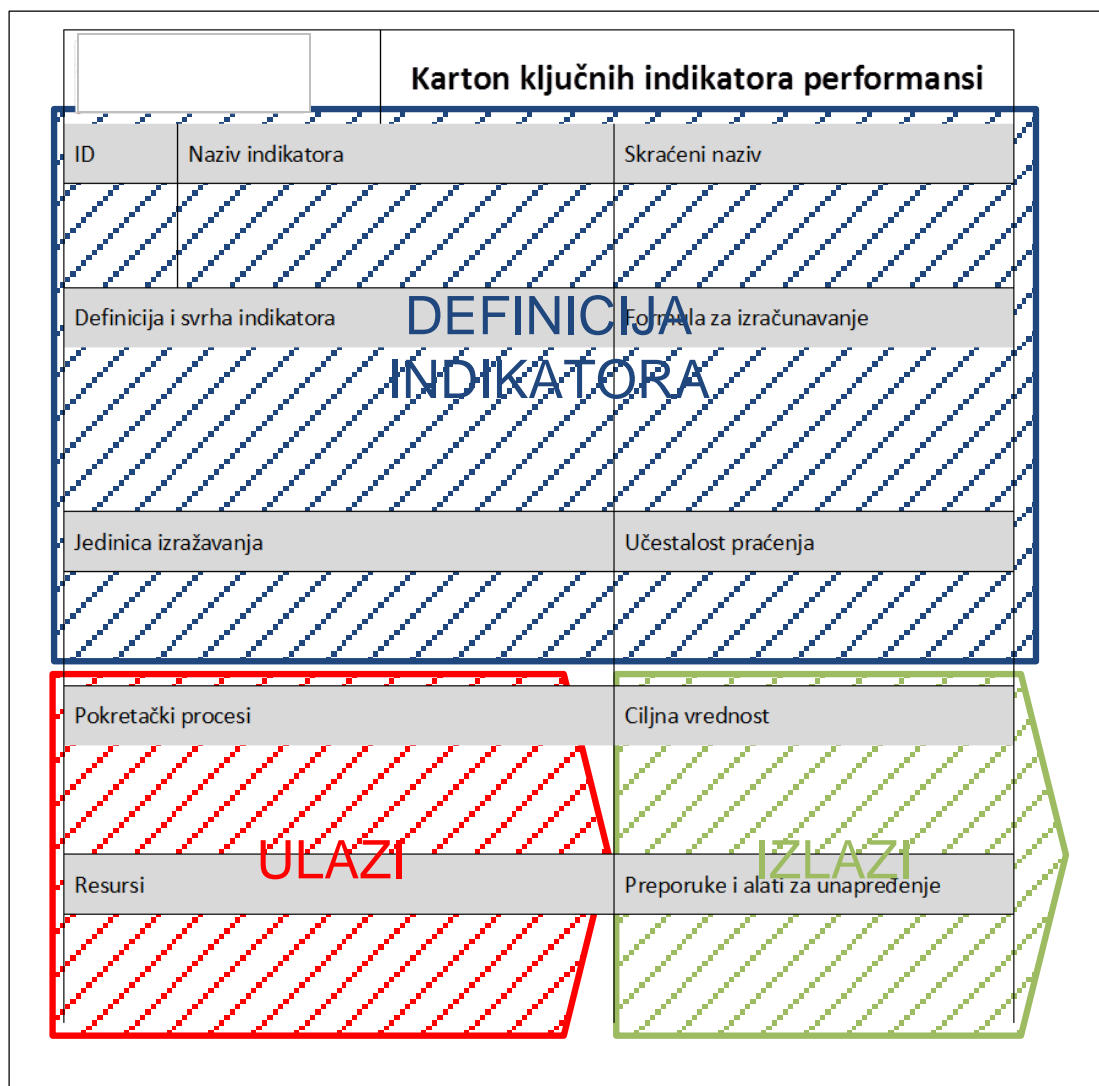 Karton ključnih indikatora performansi
ID
Naziv indikatora
Skraćeni naziv
Definicija i svrha indikatora
Formula za izračunavanje
DEFINICIJA
INDIKATORA
Jedinica izražavanja
Učestalost praćenja
Pokretački procesi
Ciljna vrednost
ULAZI
IZLAZI
Resursi
Preporuke i alati za unapređenje